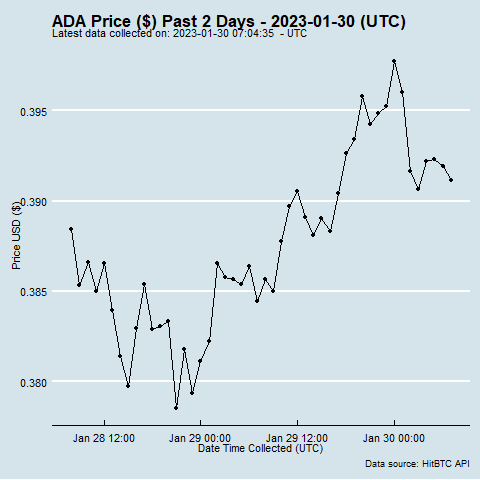 ADA Price ($) Past 2 Days - 2023-01-30 (UTC)
Latest data collected on: 2023-01-30 07:04:35 - UTC
0.395
0.390
0.385
0.380
Price USD ($)
Jan 28 12:00
Jan 29 00:00
Jan 29 12:00
Jan 30 00:00
Date Time Collected (UTC)
Data source: HitBTC API